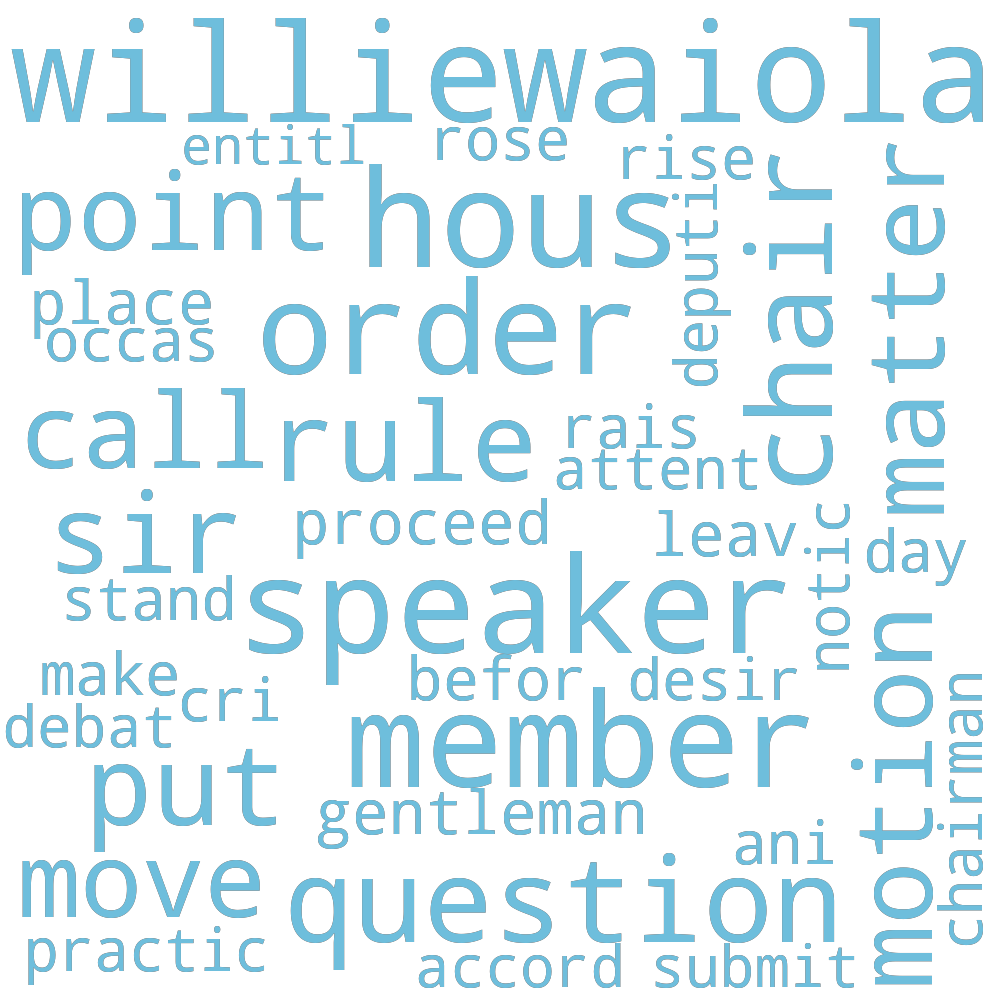 williewaiola
entitl
rose
rise
point
hous
deputi
chair
matter
place
occas
order
call
rule
rais
attent
sir
proceed
leav
notic
day
stand
speaker
make
cri
befor
desir
debat
member
motion
chairman
put
gentleman
ani
move
question
practic
accord
submit